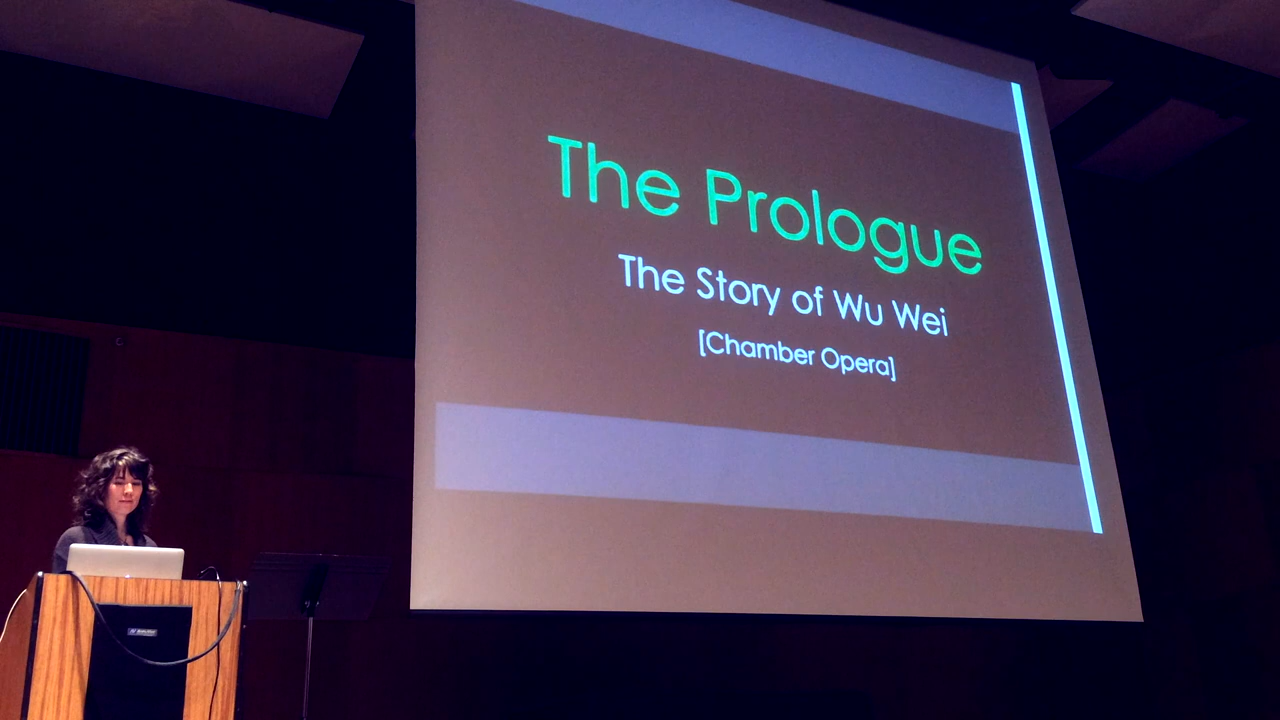 The Prologue
The Story of Wu Wei
[Chamber Opera]